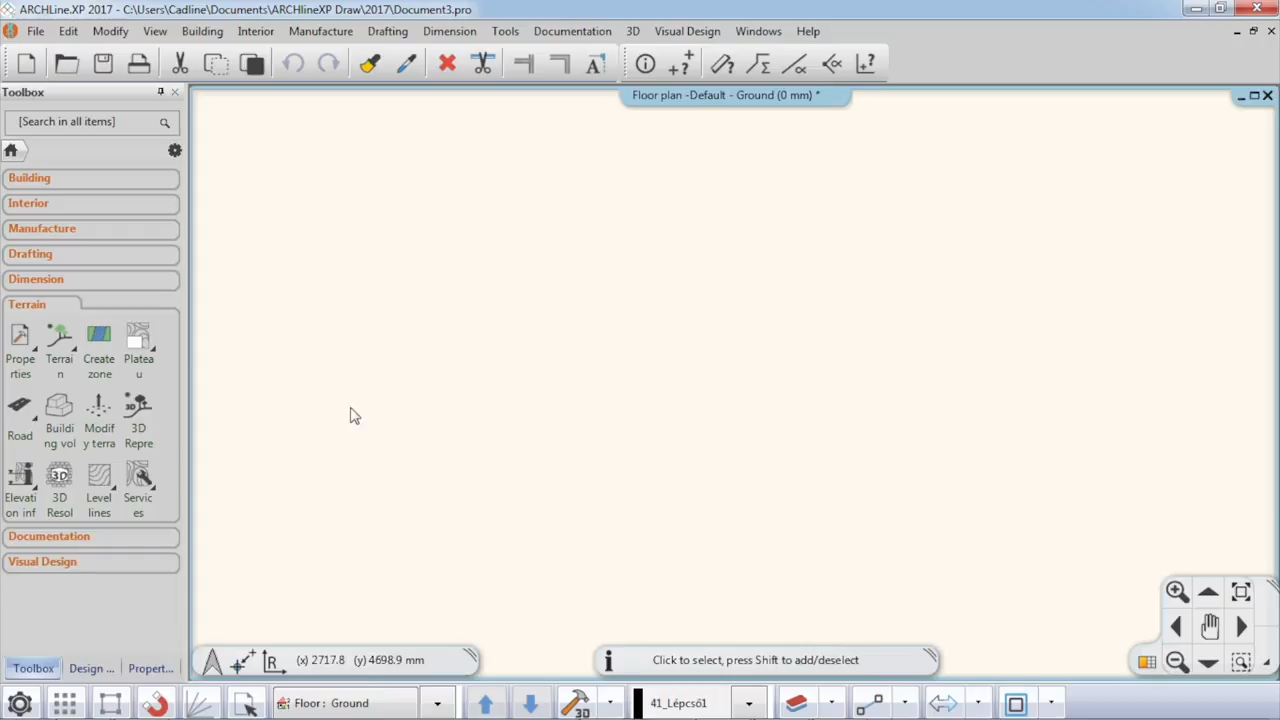 ARCHLine.XP 2017 - C:\Users\Cadline\Documents\ARCHlineXP Draw\2017\Document3.pro
File Edit Modify View Building Interior Manufacture Drafting Dimension Tools Documentation 3D Visual Design Windows Help
Toolbox
Floor plan -Default - Ground (0 mm) *
[Search in all items]
Building
Interior
Manufacture
Drafting
Dimension
Terrain
Prope Terrai Create Platea
rties n zone u
Road Buildi Modif 3D
ng vol y terra Repre
Elevati 3D Level Servic
on inf Resol lines es
Documentation
Visual Design
Toolbox Design ... Propert...
R (x) 2717.8 (y) 4698.9 mm
Click to select, press Shift to add/deselect
Floor: Ground 3D 41_Lépcső1